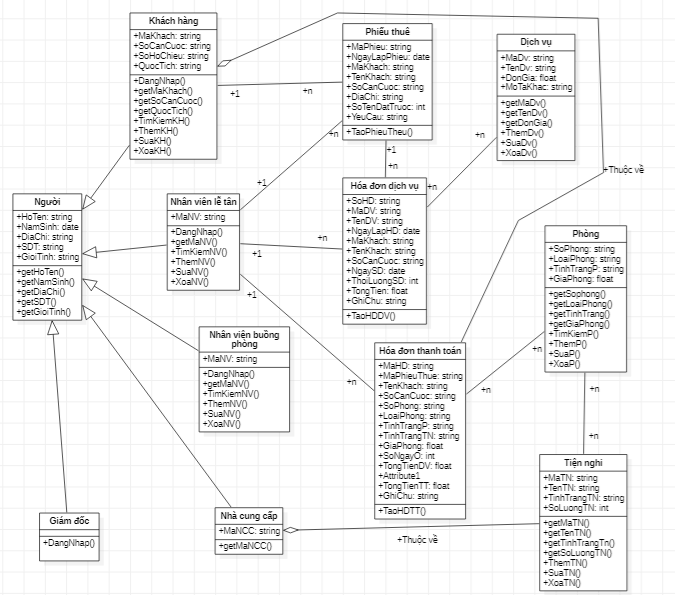 Khách hàng
+MaKhach: string
+SoCanCuoc: string
+SoHoChieu: string
+QuocTich: string
+DangNhap()
+getMaKhach()
+getSoCanCuoc()
+getQuocTich()
+TimKiemKH()
+ThemKH()
+SuaKH()
+XoaKH()
Phiếu thuê
+MaPhieu: string
+NgayLapPhieu: date
+MaKhach: string
+TenKhach: string
+SoCanCuoc: string
+DiaChi: string
+SoTenDatTruoc: int
+YeuCau: string
+TaoPhieuTheu()
Dịch vụ
+MaDv: string
+TenDv: string
+DonGia: float
+MoTaKhac: string
+getMaDv()
+getTenDv()
+getDonGia()
+ThemDv()
+SuaDv()
+XoaDv()
+1
+n
+n
+1
+n
+n
+n
+1
+Thuộc về
Người
+HoTen: string
+NamSinh: date
+DiaChi: string
+SDT: string
+GioiTinh: string
+getHoTen()
+getNamSinh()
+getDiaChi()
+getSDT()
+getGioiTinh()
Nhân viên lễ tân
+MaNV: string
+DangNhap()
+getMaNV()
+TimKiemNV()
+ThemNV()
+SuaNV()
+XoaNV()
+n
+1
+1
Hóa đơn dịch vụ
+SoHD: string
+MaDV: string
+TenDV: string
+NgayLapHD: date
+MaKhach: string
+TenKhach: string
+SoCanCuoc: string
+NgaySD: date
+ThoiLuongSD: int
+TongTien: float
+GhiChu: string
+TaoHDDV()
Phòng
+SoPhong: string
+LoaiPhong: string
+TinhTrangP: string
+GiaPhong: float
+getSophong()
+getLoaiPhong()
+getTinhTrang()
+getGiaPhong()
+TimKiemP()
+ThemP()
+SuaP()
+XoaP()
Nhân viên buồng
phòng
+MaNV: string
+DangNhap()
+getMaNV()
+TimKiemNV()
+ThemNV()
+SuaNV()
+XoaNV()
+n
+n
+n
+n
+n
Hóa đơn thanh toán
+MaHD: string
+MaPhieuThue: string
+TenKhach: string
+SoCanCuoc: string
+SoPhong: string
+LoaiPhong: string
+TinhTrangP: string
+TinhTrangTN: string
+GiaPhong: float
+SoNgayO: int
+TongTienDV: float
+Attribute1
+TongTienTT: float
+GhiChu: string
+TaoHDTT()
Tiện nghi
+MaTN: string
+TenTN: string
+TinhTrangTN: string
+SoLuongTN: int
+getMaTN()
+getTenTN()
+getTinhTrangTn()
+getSoLuongTN()
+ThemTN()
+SuaTN()
+XoaTN()
Giám đốc
+DangNhap()
Nhà cung cấp
+MaNCC: string
+getMaNCC()
+Thuộc về